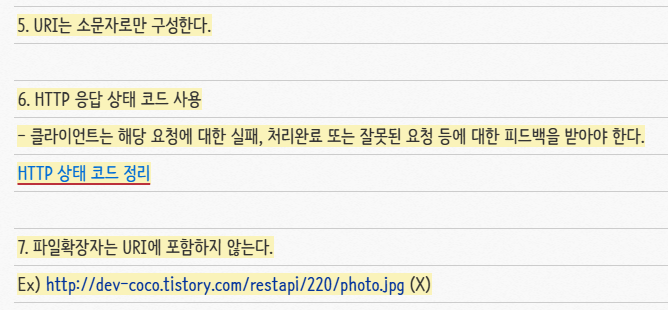 5. URI는 소문자로만 구성한다.
6. HTTP 응답 상태 코드 사용
- 클라이언트는 해당 요청에 대한 실패, 처리완료 또는 잘못된 요청 등에 대한 피드백을 받아야 한다.
HTTP 상태 코드 정리
7. 파일확장자는 URI에 포함하지 않는다.
Ex) http://dev-coco.tistory.com/restapi/220/photo.jpg (X)